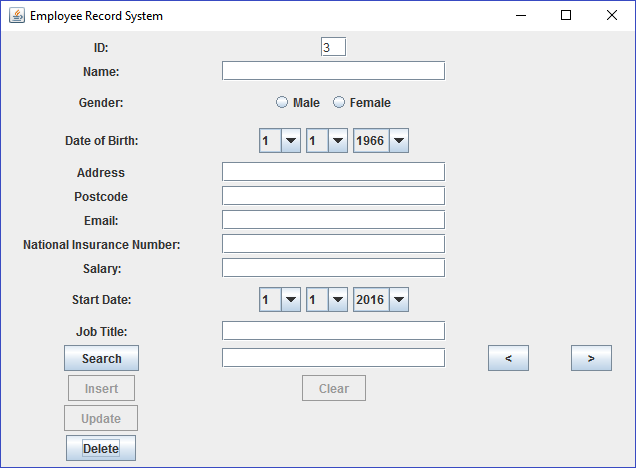 Employee Record System
ID: 3
Name:
Gender: Male Female
Date of Birth: 1 1 1966
Address
Postcode
Email:
National Insurance Number:
Salary:
Start Date: 1 1 2016
Job Title:
Search < >
Insert Clear
Update
Delete